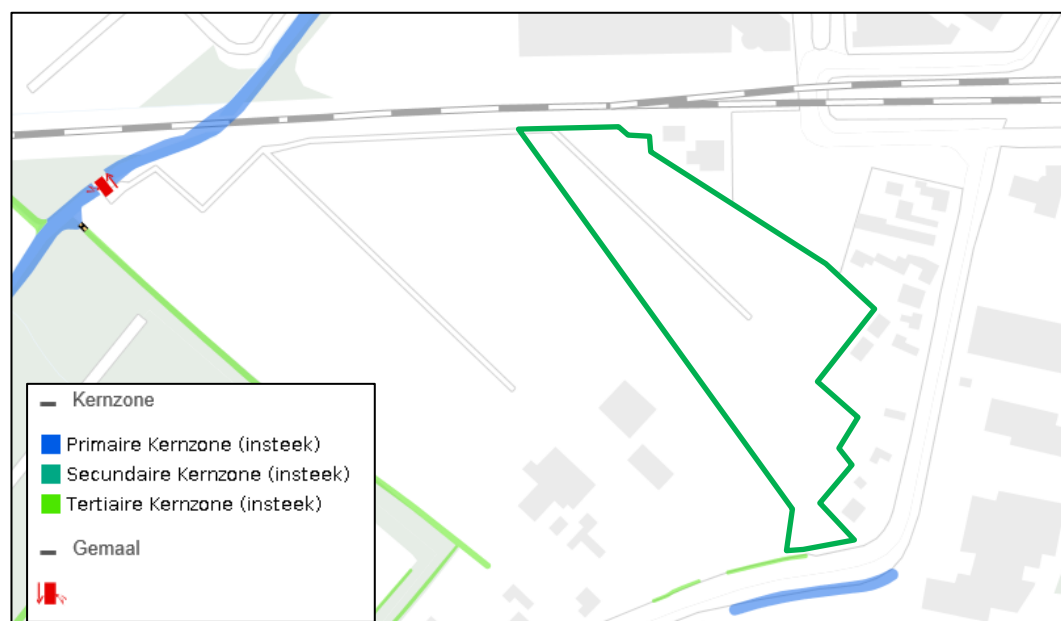 Kernzone
Primaire Kernzone (insteek)
Secundaire Kernzone (insteek)
Tertiaire Kernzone (insteek)
Gemaal